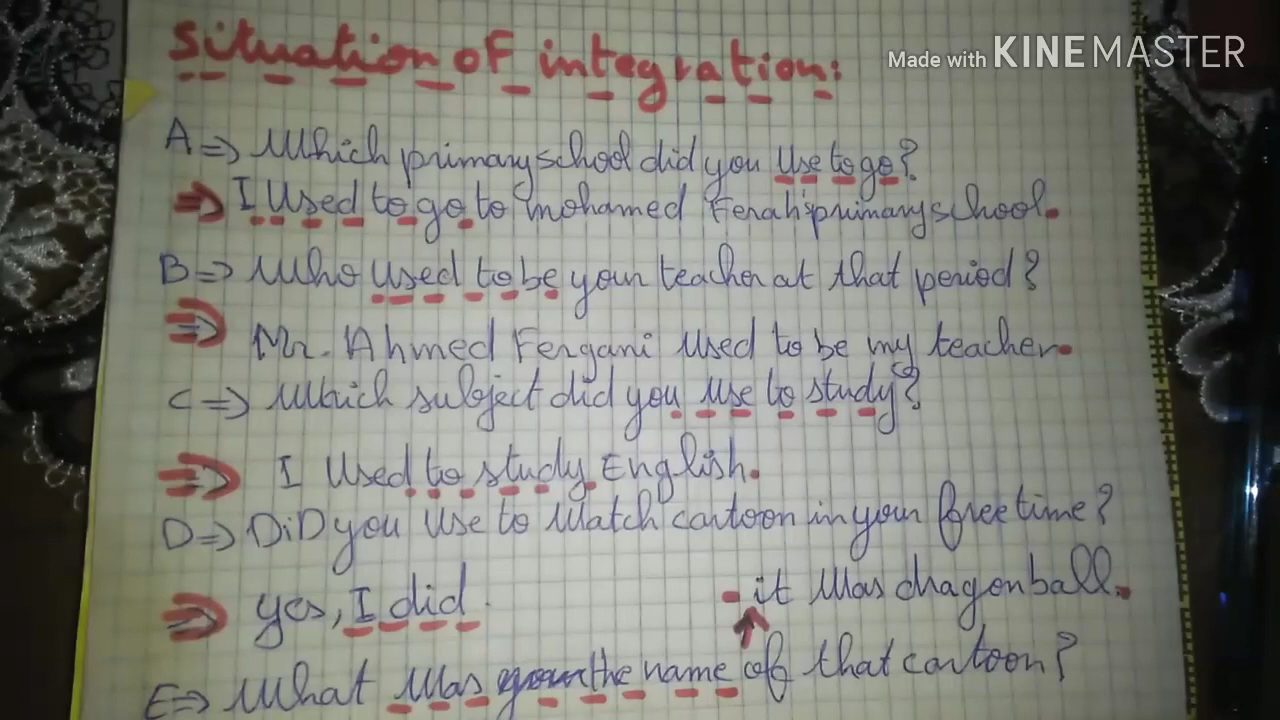 Situation of integration:
Made with KINEMASTER
A => Which primary school did you use to go?
=> I used to go to mohamed Ferah's primary school.
B => Who used to be your teacher at that period?
=> Mr. Ahmed Fergani used to be my teacher.
C => Which subject did you use to study?
=> I used to study English.
D => DiD you use to watch cartoon in your free time?
=> yes, I did.
- it was dragon ball.
E => What was the name of that cartoon?